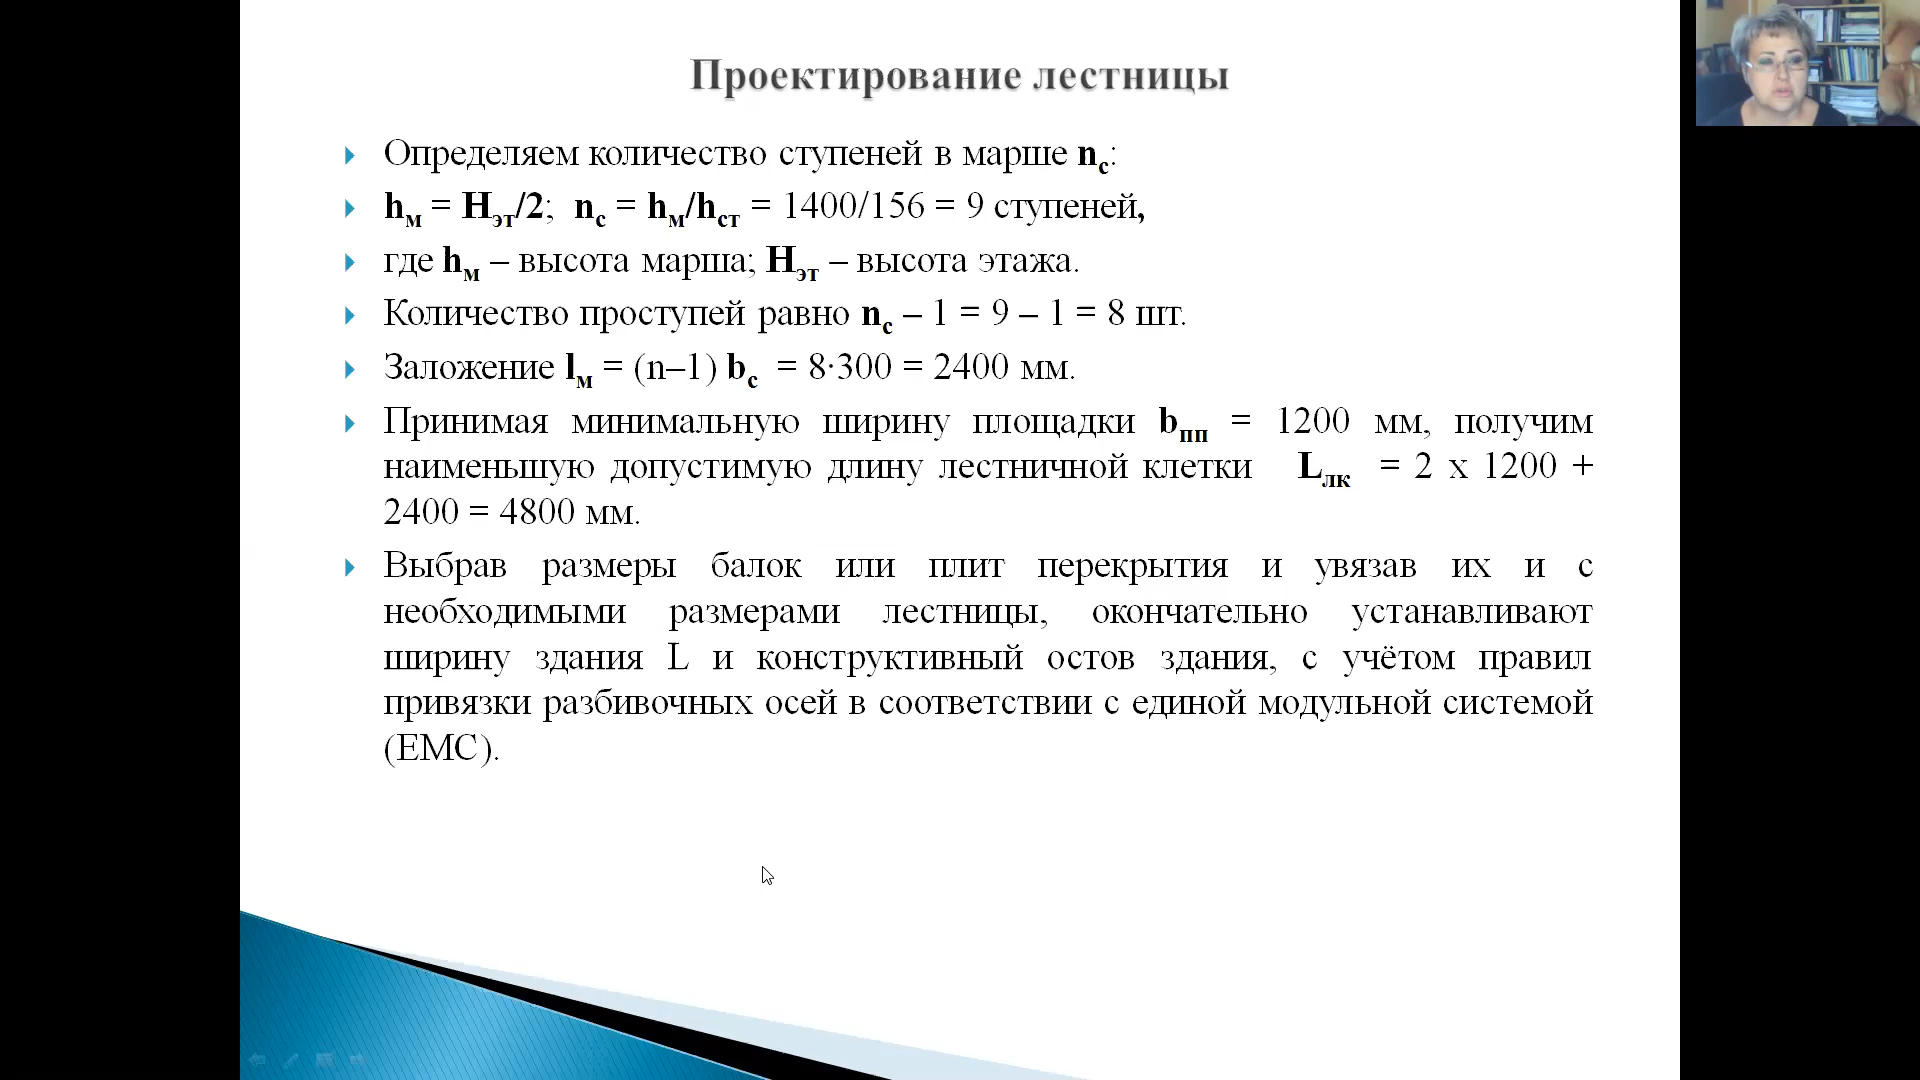 Проектирование лестницы
Определяем количество ступеней в марше nс:
hм = Hэт/2; nс = hм/hст = 1400/156 = 9 ступеней,
где hм – высота марша; Hэт – высота этажа.
Количество проступей равно nс – 1 = 9 – 1 = 8 шт.
Заложение lм = (n–1) bс = 8·300 = 2400 мм.
Принимая минимальную ширину площадки bпп = 1200 мм, получим
наименьшую допустимую длину лестничной клетки Lлк = 2 х 1200 +
2400 = 4800 мм.
Выбрав размеры балок или плит перекрытия и увязав их и с
необходимыми размерами лестницы, окончательно устанавливают
ширину здания L и конструктивный остов здания, с учётом правил
привязки разбивочных осей в соответствии с единой модульной системой
(ЕМС).